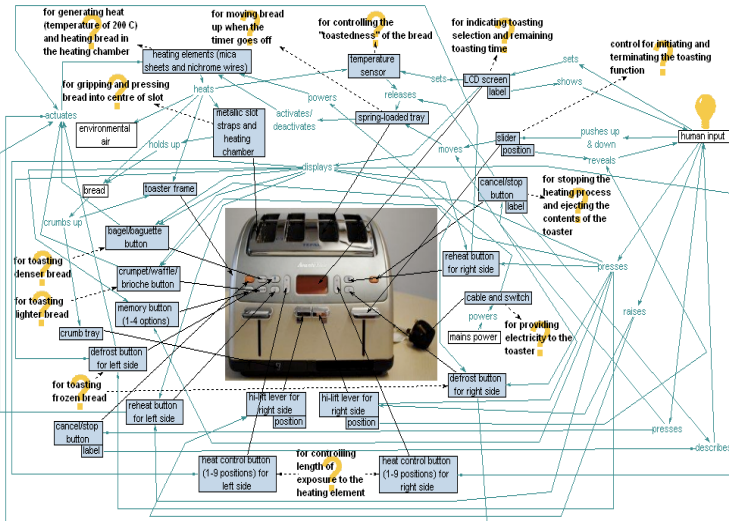 for generating heat
(temperature of 200 C)
and heating bread in
the heating chamber
for moving bread
up when the
timer goes off
for controlling the
"toastedness" of the bread
for indicating toasting
selection and remaining
toasting time
control for initiating and
terminating the toasting
function
heating elements (mica
sheets and nichrome wires)
temperature
sensor
sets
sets
LCD screen
label
shows
for gripping and pressing
bread into centre of slot
heats
powers
releases
actuates
metallic slot
straps and
heating
chamber
activates/
deactivates
spring-loaded tray
environmental
air
holds up
slider
position
pushes up
& down
human input
moves
reveals
displays
bread
toaster frame
cancel/stop
button
label
for stopping the
heating process
and ejecting the
contents of the
toaster
crumbs up
bagel/baguette
button
for toasting
denser bread
crumpet/waffle/
brioche button
reheat button
for right side
presses
for toasting
lighter bread
memory button
(1-4 options)
cable and switch
raises
powers
mains power
for providing
electricity to the
toaster
crumb tray
defrost button
for left side
defrost button
for right side
for toasting
frozen bread
reheat button
for left side
hi-lift lever for
right side
position
hi-lift lever for
right side
position
cancel/stop
button
label
presses
describes
heat control button
(1-9 positions) for
left side
for controlling
length of
exposure to the
heating element
heat control button
(1-9 positions) for
right side